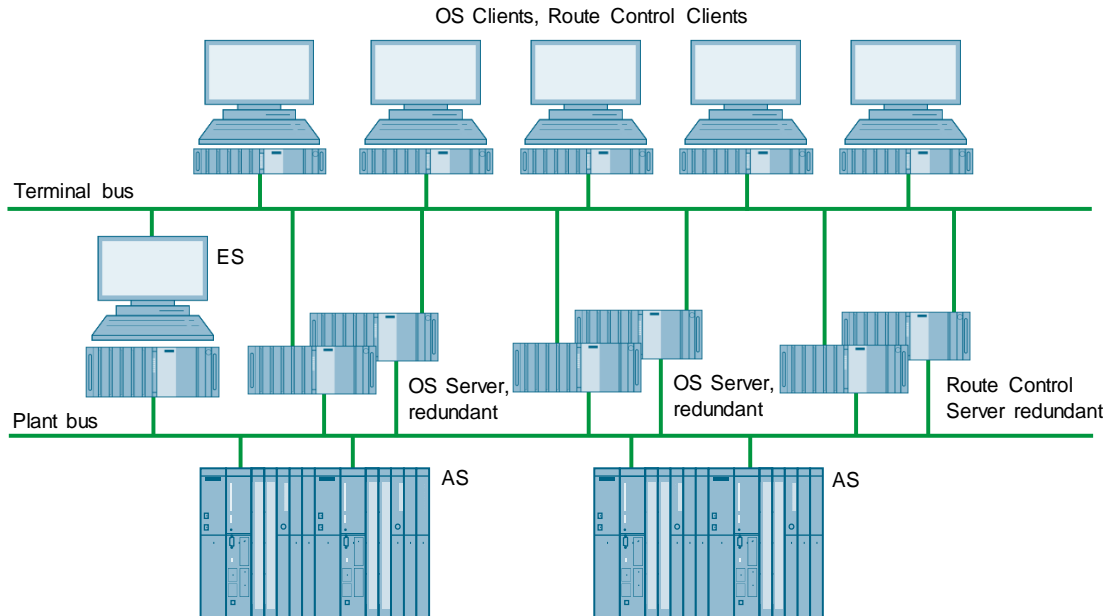 OS Clients, Route Control Clients
Terminal bus
ES
OS Server,
redundant
OS Server,
redundant
Route Control
Server redundant
Plant bus
AS
AS